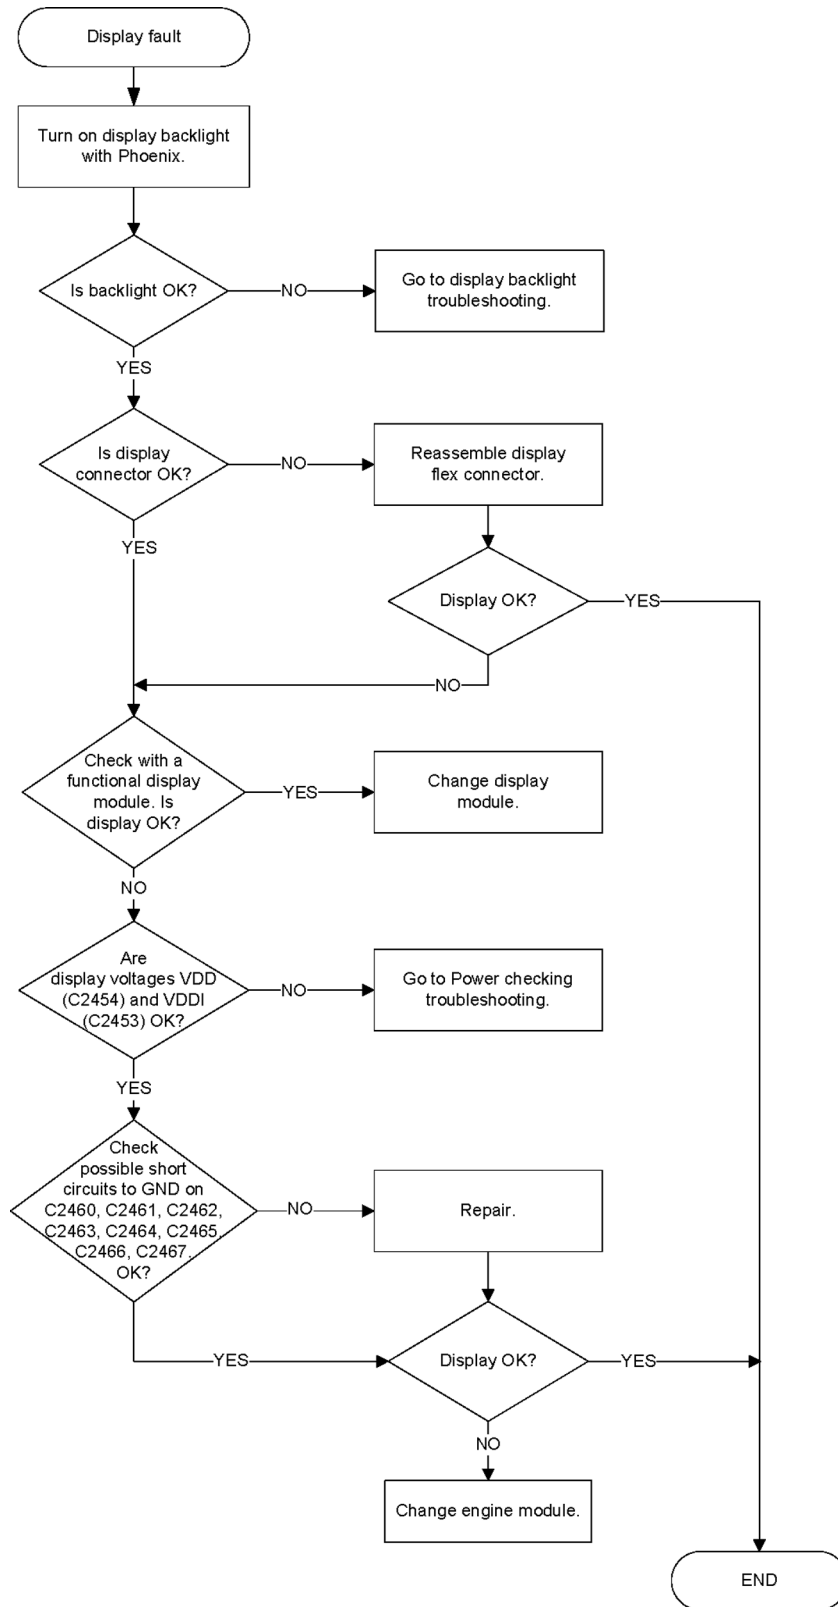 Display fault
Turn on display backlight
with Phoenix.
Is backlight OK?
NO
Go to display backlight
troubleshooting.
YES
Is display
connector OK?
NO
Reassemble display
flex connector.
YES
Display OK?
YES
NO
Check with a
functional display
module. Is
display OK?
YES
Change display
module.
NO
Are
display voltages VDD
(C2454) and VDDI
(C2453) OK?
NO
Go to Power checking
troubleshooting.
YES
Check
possible short
circuits to GND on
C2460, C2461, C2462,
C2463, C2464, C2465,
C2466, C2467.
OK?
NO
Repair.
YES
Display OK?
YES
NO
Change engine module.
END